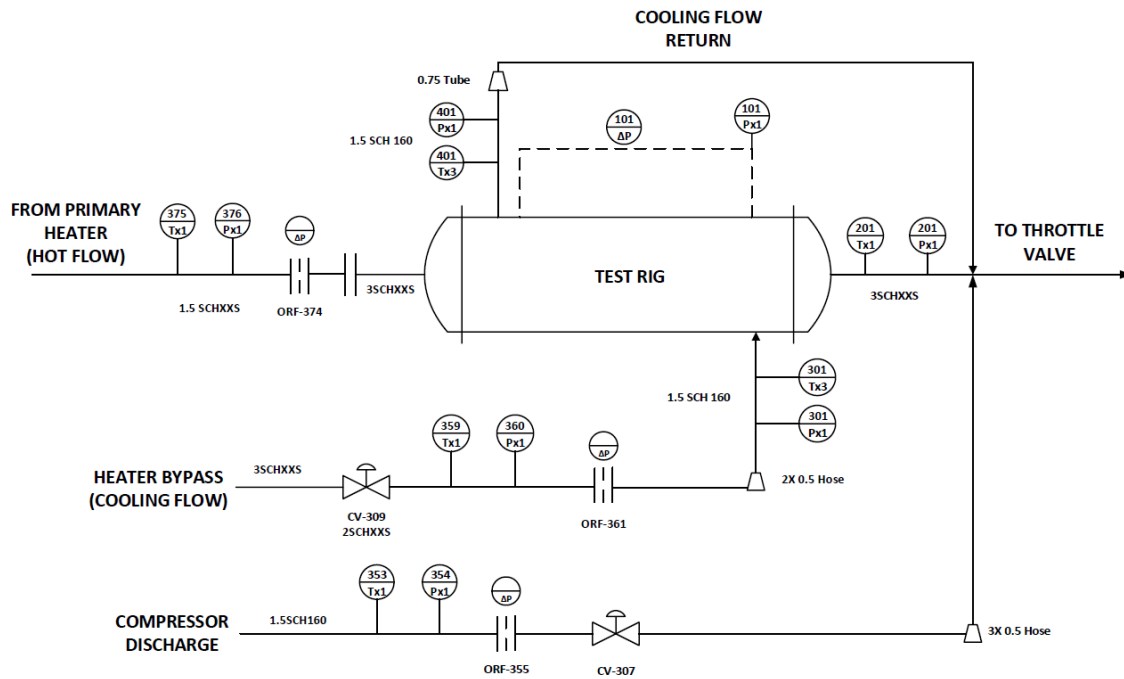 COOLING FLOW
RETURN
0.75 Tube
401
Px1
101
ΔP
101
Px1
1.5 SCH 160
401
Tx3
FROM PRIMARY
HEATER
(HOT FLOW)
375
Tx1
376
Px1
ΔP
1.5 SCHXXS
ORF-374
3SCHXXS
TEST RIG
201
Tx1
201
Px1
3SCHXXS
TO THROTTLE
VALVE
1.5 SCH 160
301
Tx3
301
Px1
HEATER BYPASS
(COOLING FLOW)
3SCHXXS
CV-309
2SCHXXS
359
Tx1
360
Px1
ΔP
ORF-361
2X 0.5 Hose
COMPRESSOR
DISCHARGE
1.5SCH160
353
Tx1
354
Px1
ΔP
ORF-355
CV-307
3X 0.5 Hose